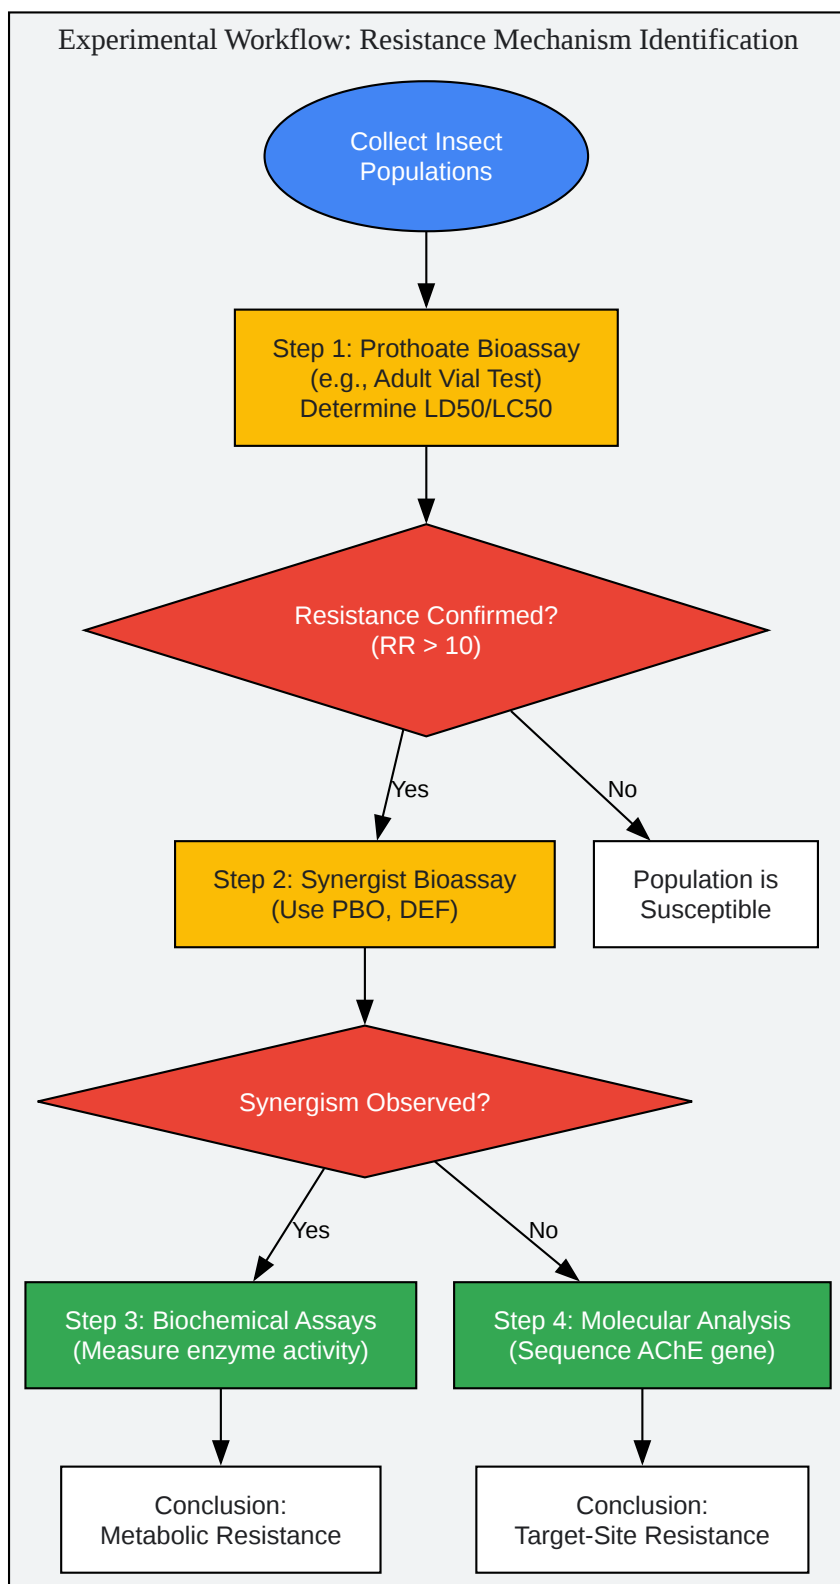 Experimental Workflow: Resistance Mechanism Identification
Collect Insect
Populations
Step 1: Prothoate Bioassay
(e.g., Adult Vial Test)
Determine LD50/LC50
Resistance Confirmed?
(RR > 10)
Yes
No
Step 2: Synergist Bioassay
(Use PBO, DEF)
Population is
Susceptible
Synergism Observed?
Yes
No
Step 3: Biochemical Assays
(Measure enzyme activity)
Step 4: Molecular Analysis
(Sequence AChE gene)
Conclusion:
Metabolic Resistance
Conclusion:
Target-Site Resistance